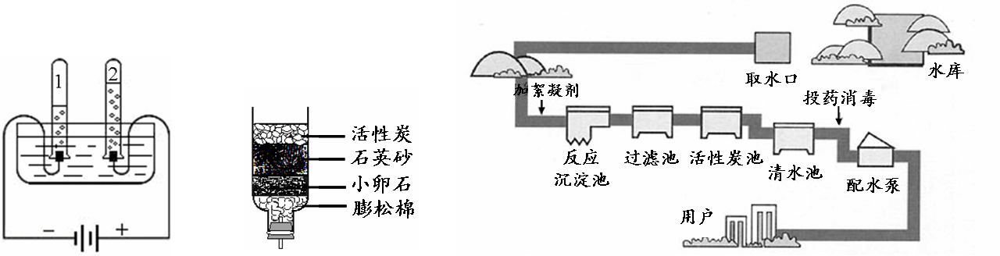 1
2
− +
活性炭
石英砂
小卵石
膨松棉
取水口
水库
加絮凝剂
投药消毒
反应
沉淀池
过滤池
活性炭池
清水池
配水泵
用户